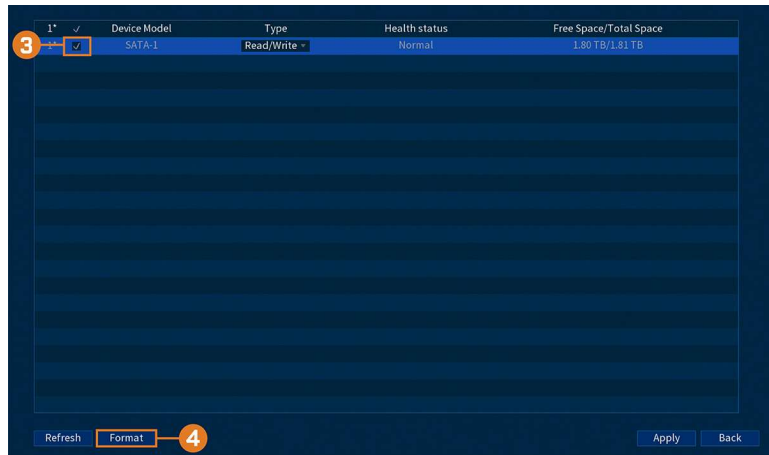 1* ✓ Device Model Type Health status Free Space/Total Space
3 1* ✓ SATA-1 Read/Write Normal 1.80 TB/1.81 TB
Refresh Format 4 Apply Back